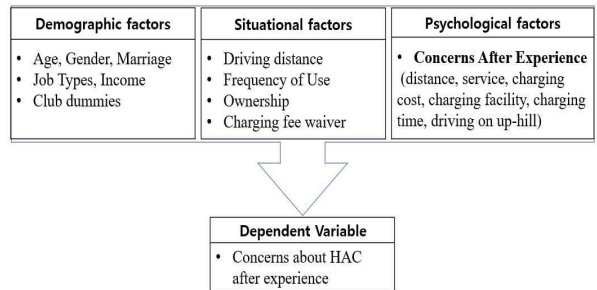 Demographic factors
• Age, Gender, Marriage
• Job Types, Income
• Club dummies
Situational factors
• Driving distance
• Frequency of Use
• Ownership
• Charging fee waiver
Psychological factors
• Concerns After Experience
(distance, service, charging
cost, charging facility, charging
time, driving on up-hill)
Dependent Variable
• Concerns about HAC
after experience